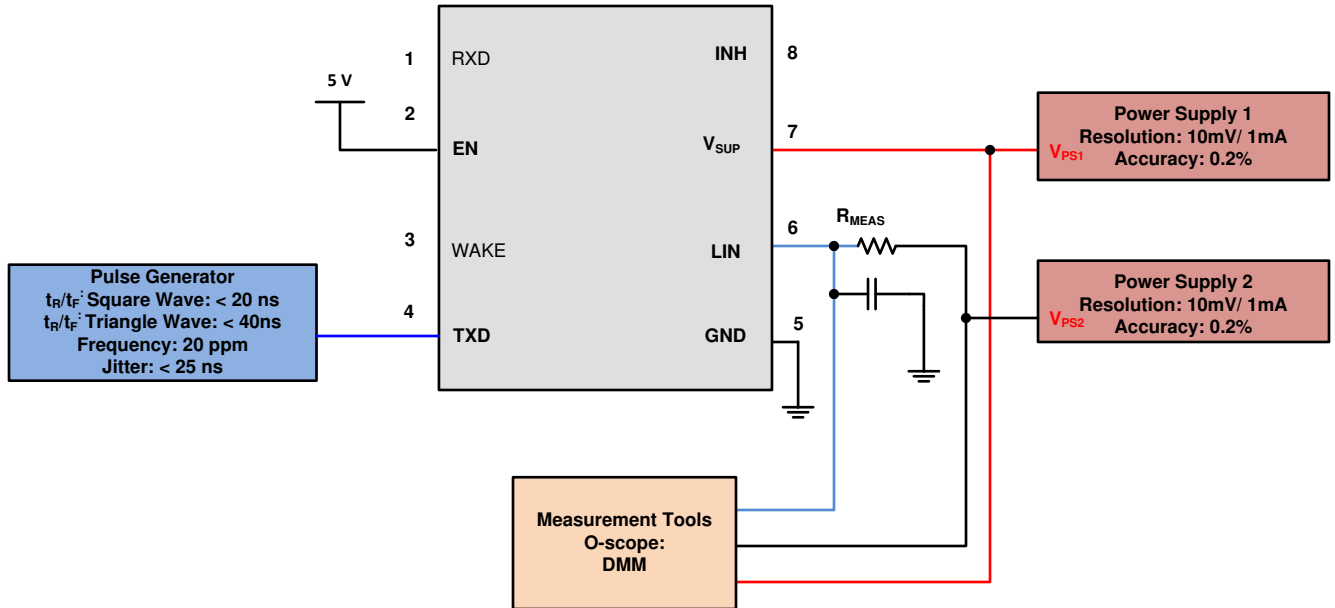 1
RXD
INH
8
5 V
2
EN
VSUP
7
Power Supply 1
Resolution: 10mV/ 1mA
VPS1
Accuracy: 0.2%
RMEAS
3
WAKE
LIN
6
Pulse Generator
tR/tF: Square Wave: < 20 ns
tR/tF: Triangle Wave: < 40ns
Frequency: 20 ppm
Jitter: < 25 ns
4
TXD
GND
5
Power Supply 2
Resolution: 10mV/ 1mA
VPS2
Accuracy: 0.2%
Measurement Tools
O-scope:
DMM